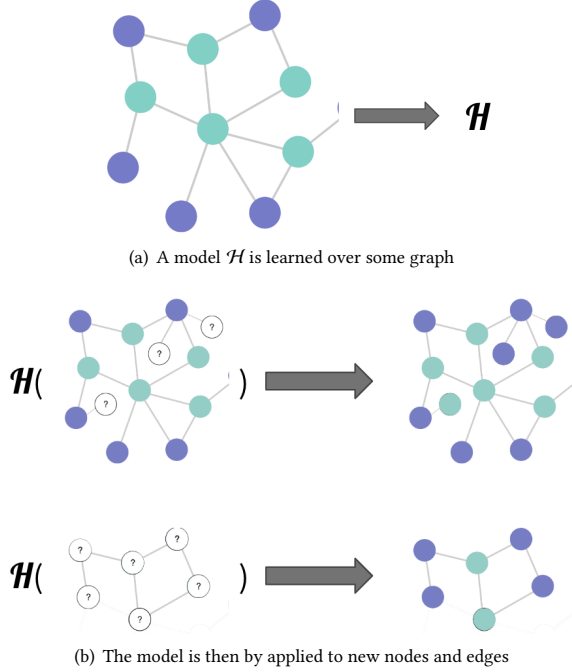 ℋ
(a) A model ℋ is learned over some graph
?
?
ℋ(
)
?
?
?
?
ℋ(
)
?
?
?
(b) The model is then by applied to new nodes and edges